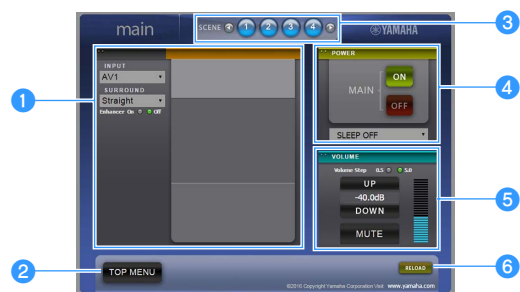 main
SCENE 1 2 3 4
YAMAHA
3
INPUT
AV1
SURROUND
Straight
Enhancer On Off
1
POWER
MAIN
ON
OFF
SLEEP OFF
4
VOLUME
Volume Step 0.5 5.0
UP
-40.0dB
DOWN
MUTE
5
2
TOP MENU
RELOAD
6
©2010 Copyright Yamaha Corporation Visit www.yamaha.com